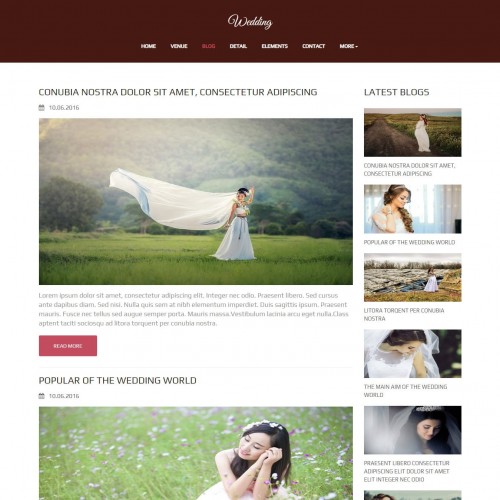 Wedding
HOME VENUE BLOG DETAIL ELEMENTS CONTACT MORE
CONUBIA NOSTRA DOLOR SIT AMET, CONSECTETUR ADIPISCING
10.06.2016
Lorem ipsum dolor sit amet, consectetur adipiscing elit. Integer nec odio. Praesent libero. Sed cursus
ante dapibus diam. Sed nisi. Nulla quis sem at nibh elementum imperdiet. Duis sagittis ipsum. Praesent
mauris. Fusce nec tellus sed augue semper porta. Mauris massa.Vestibulum lacinia arcu eget nulla.Class
aptent taciti sociosqu ad litora torquent per conubia nostra.
READ MORE
POPULAR OF THE WEDDING WORLD
10.06.2016
LATEST BLOGS
CONUBIA NOSTRA DOLOR SIT AMET,
CONSECTETUR ADIPISCING
POPULAR OF THE WEDDING WORLD
LITORA TORQENT PER CONUBIA
NOSTRA
THE MAIN AIM OF THE WEDDING
WORLD
PRAESENT LIBERO CONSECTETUR
ADIPISCING ELIT DOLOR SIT AMET
ELIT INTEGER NEC ODIO